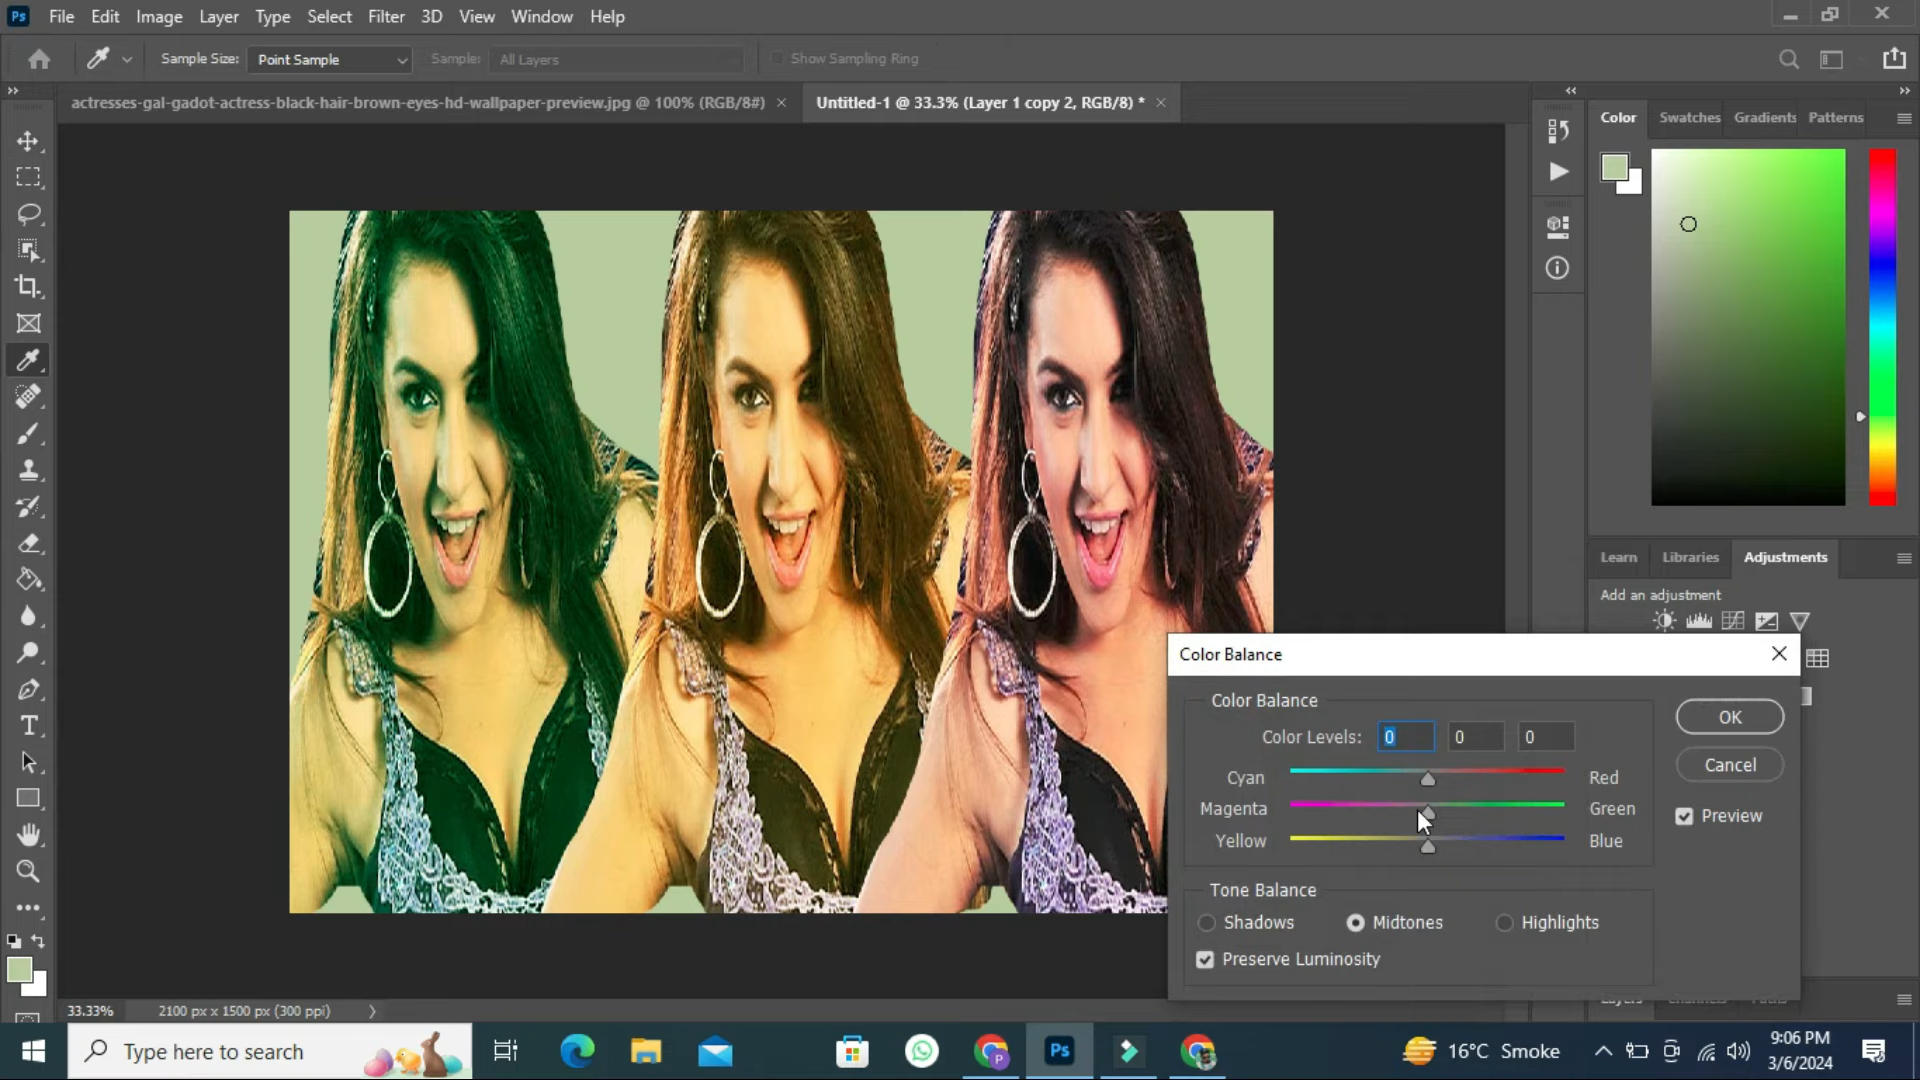 Ps File Edit Image Layer Type Select Filter 3D View Window Help
Sample Size: Point Sample Sample: All Layers Show Sampling Ring
actresses-gal-gadot-actress-black-hair-brown-eyes-hd-wallpaper-preview.jpg @ 100% (RGB/8#) × Untitled-1 @ 33.3% (Layer 1 copy 2, RGB/8) * ×
Color Swatches Gradients Patterns
Learn Libraries Adjustments
Add an adjustment
Color Balance
Color Balance
Color Levels: 0 0 0
OK
Cyan Red
Cancel
Magenta Green
Preview
Yellow Blue
Tone Balance
Shadows Midtones Highlights
Preserve Luminosity
33.33% 2100 px x 1500 px (300 ppi)
Type here to search
P
Ps
16°C Smoke
9:06 PM
3/6/2024